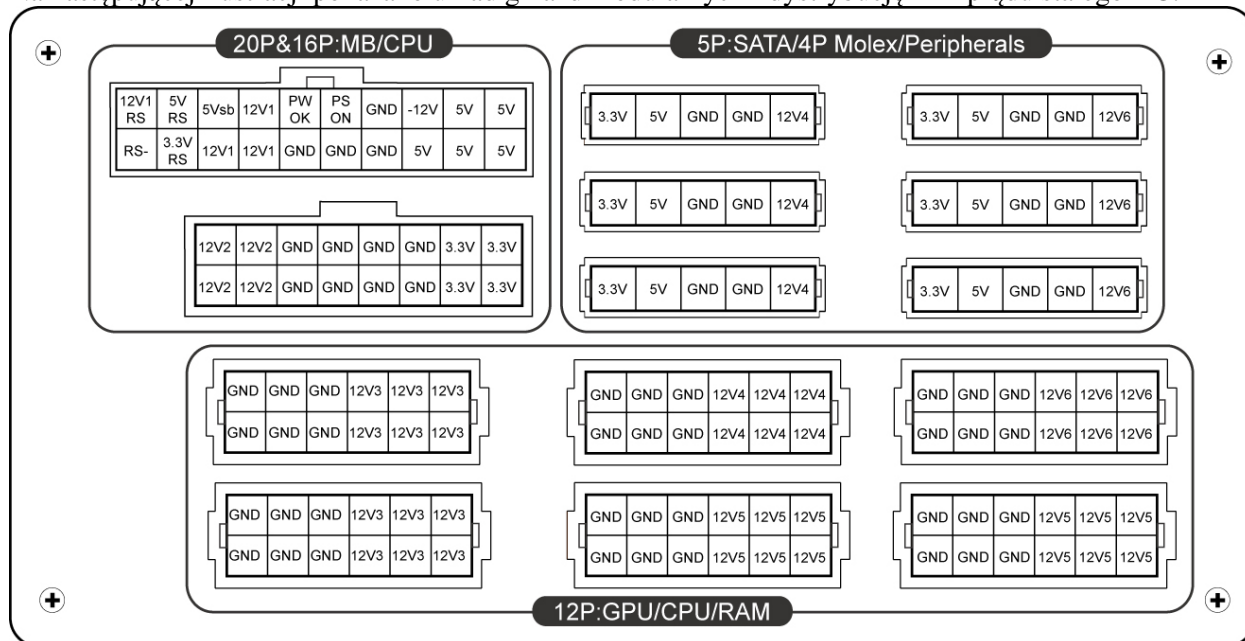 20P&16P:MB/CPU
12V1 RS 5V RS 5Vsb 12V1 PW OK PS ON GND -12V 5V 5V
RS- 3.3V RS 12V1 12V1 GND GND GND 5V 5V 5V
12V2 12V2 GND GND GND GND 3.3V 3.3V
12V2 12V2 GND GND GND GND 3.3V 3.3V
5P:SATA/4P Molex/Peripherals
3.3V 5V GND GND 12V4
3.3V 5V GND GND 12V6
3.3V 5V GND GND 12V4
3.3V 5V GND GND 12V6
3.3V 5V GND GND 12V4
3.3V 5V GND GND 12V6
GND GND GND 12V3 12V3 12V3
GND GND GND 12V3 12V3 12V3
GND GND GND 12V4 12V4 12V4
GND GND GND 12V4 12V4 12V4
GND GND GND 12V6 12V6 12V6
GND GND GND 12V6 12V6 12V6
GND GND GND 12V3 12V3 12V3
GND GND GND 12V3 12V3 12V3
GND GND GND 12V5 12V5 12V5
GND GND GND 12V5 12V5 12V5
GND GND GND 12V5 12V5 12V5
GND GND GND 12V5 12V5 12V5
12P:GPU/CPU/RAM